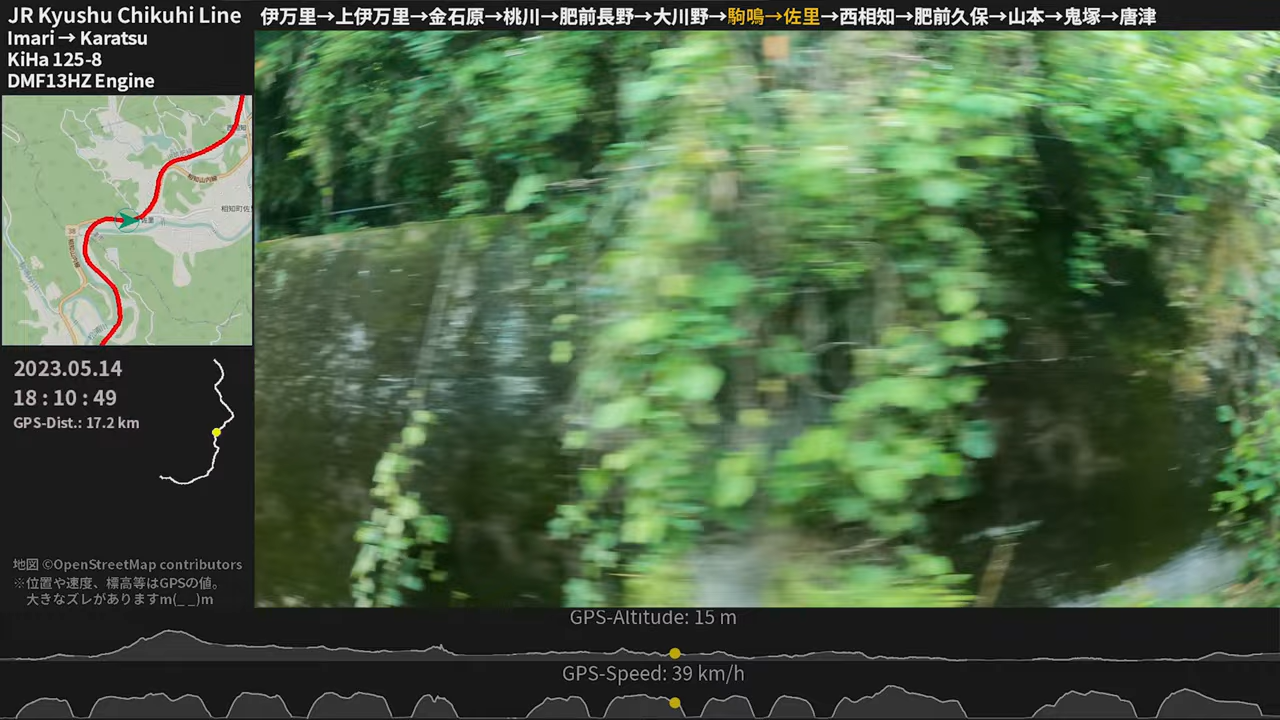 JR Kyushu Chikuhi Line
Imari → Karatsu
KiHa 125-8
DMF13HZ Engine
伊万里→上伊万里→金石原→桃川→肥前長野→大川野→駒鳴→佐里→西相知→肥前久保→山本→鬼塚→唐津
2023.05.14
18 : 10 : 49
GPS-Dist.: 17.2 km
地図 ©OpenStreetMap contributors
※位置や速度、標高等はGPSの値。
大きなズレがありますm(_ _)m
GPS-Altitude: 15 m
GPS-Speed: 39 km/h